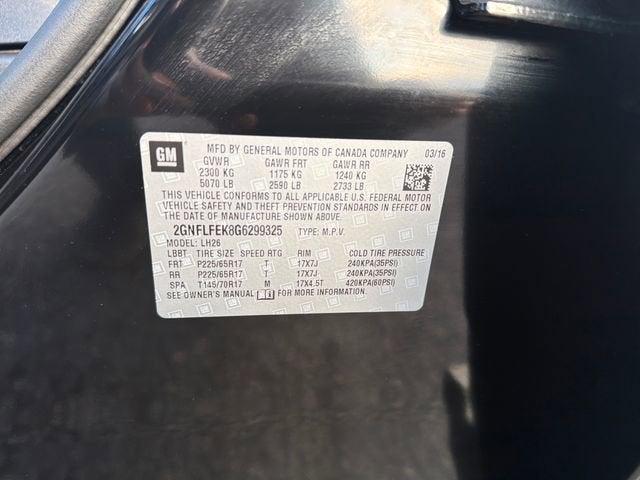 GM
MFD BY GENERAL MOTORS OF CANADA COMPANY 03/16
GVWR GAWR FRT GAWR RR
2300 KG 1175 KG 1240 KG
5070 LB 2590 LB 2733 LB
THIS VEHICLE CONFORMS TO ALL APPLICABLE U.S. FEDERAL MOTOR
VEHICLE SAFETY AND THEFT PREVENTION STANDARDS IN EFFECT ON THE
DATE OF MANUFACTURE SHOWN ABOVE.
2GNFLFEK8G6299325 TYPE: M.P.V.
MODEL: LH26
LBBT TIRE SIZE SPEED RTG RIM COLD TIRE PRESSURE
FRT P225/65R17 T 17X7J 240KPA(35PSI)
RR P225/65R17 T 17X7J 240KPA(35PSI)
SPA T145/70R17 M 17X4.5T 420KPA(60PSI)
SEE OWNER'S MANUAL FOR MORE INFORMATION.